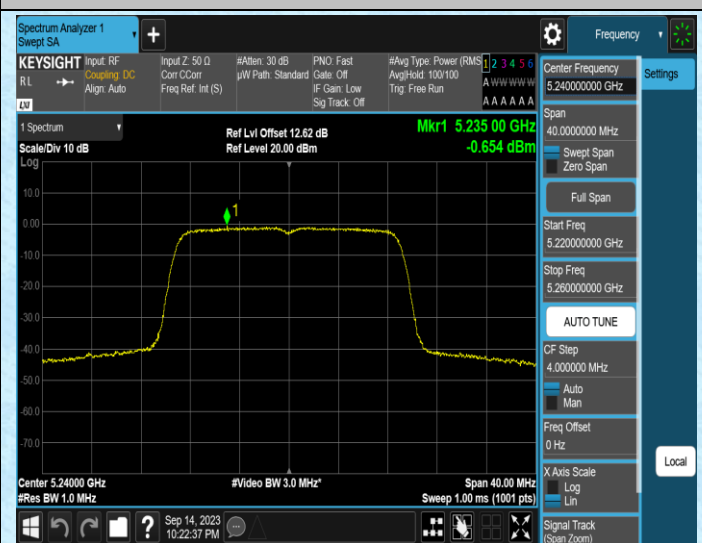 Spectrum Analyzer 1
Swept SA
Frequency
KEYSIGHT
R L
LXI
Input: RF
Coupling: DC
Align: Auto
Input Z: 50 Ω
Corr CCorr
Freq Ref: Int (S)
#Atten: 30 dB
µW Path: Standard
PNO: Fast
Gate: Off
IF Gain: Low
Sig Track: Off
#Avg Type: Power (RMS
Avg|Hold: 100/100
Trig: Free Run
1 2 3 4 5 6
A W W W W W
A A A A A A
1 Spectrum
Scale/Div 10 dB
Log
Ref Lvl Offset 12.62 dB
Ref Level 20.00 dBm
Mkr1 5.235 00 GHz
-0.654 dBm
10.0
0.00
-10.0
-20.0
-30.0
-40.0
-50.0
-60.0
-70.0
1
Center 5.24000 GHz
#Res BW 1.0 MHz
#Video BW 3.0 MHz*
Span 40.00 MHz
Sweep 1.00 ms (1001 pts)
Sep 14, 2023
10:22:37 PM
Center Frequency
5.240000000 GHz
Span
40.0000000 MHz
Swept Span
Zero Span
Full Span
Start Freq
5.220000000 GHz
Stop Freq
5.260000000 GHz
AUTO TUNE
CF Step
4.000000 MHz
Auto
Man
Freq Offset
0 Hz
X Axis Scale
Log
Lin
Signal Track
(Span Zoom)
Settings
Local